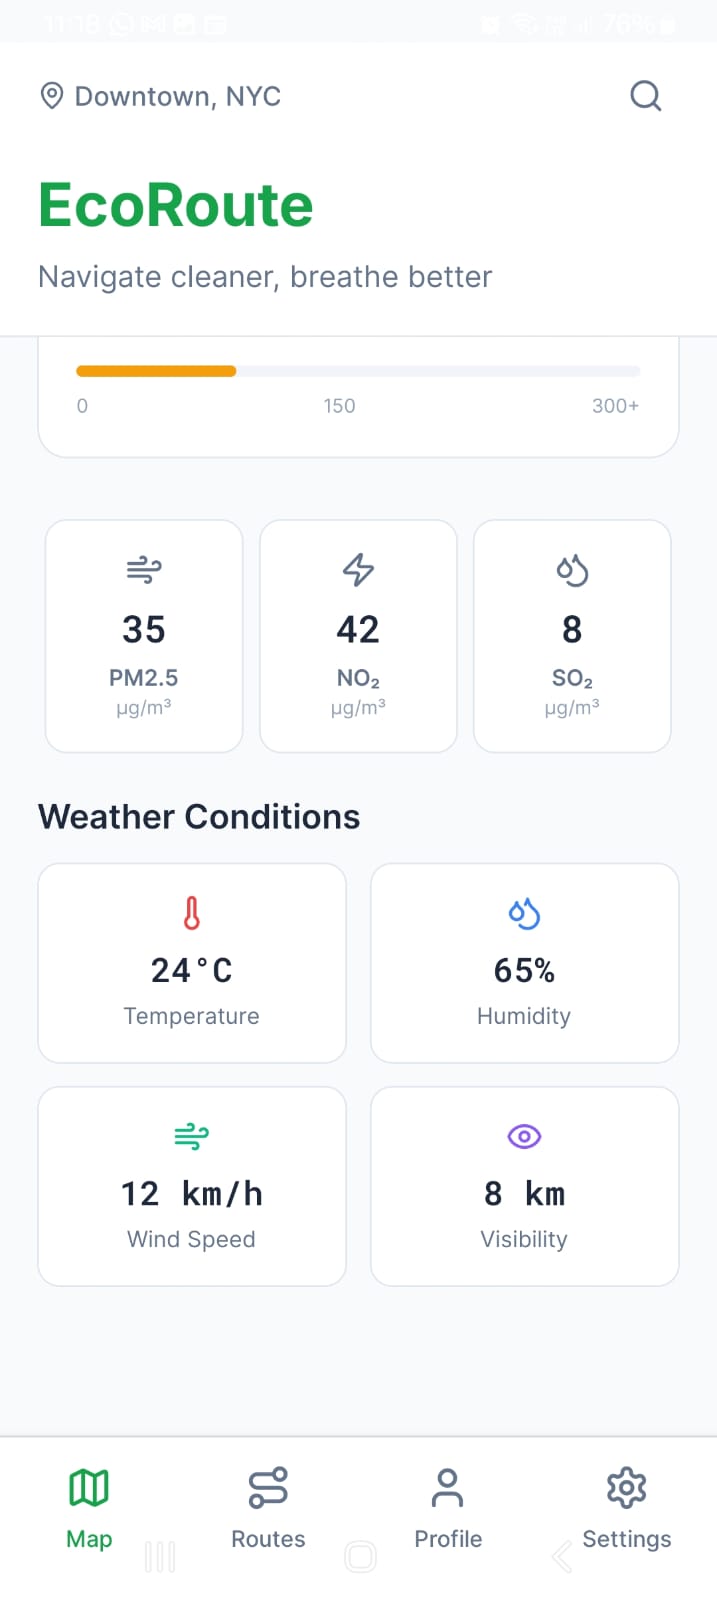 11:18 76%
Downtown, NYC
EcoRoute
Navigate cleaner, breathe better
0 150 300+
35 42 8
PM2.5 NO₂ SO₂
μg/m³ μg/m³ μg/m³
Weather Conditions
24°C 65%
Temperature Humidity
12 km/h 8 km
Wind Speed Visibility
Map Routes Profile Settings